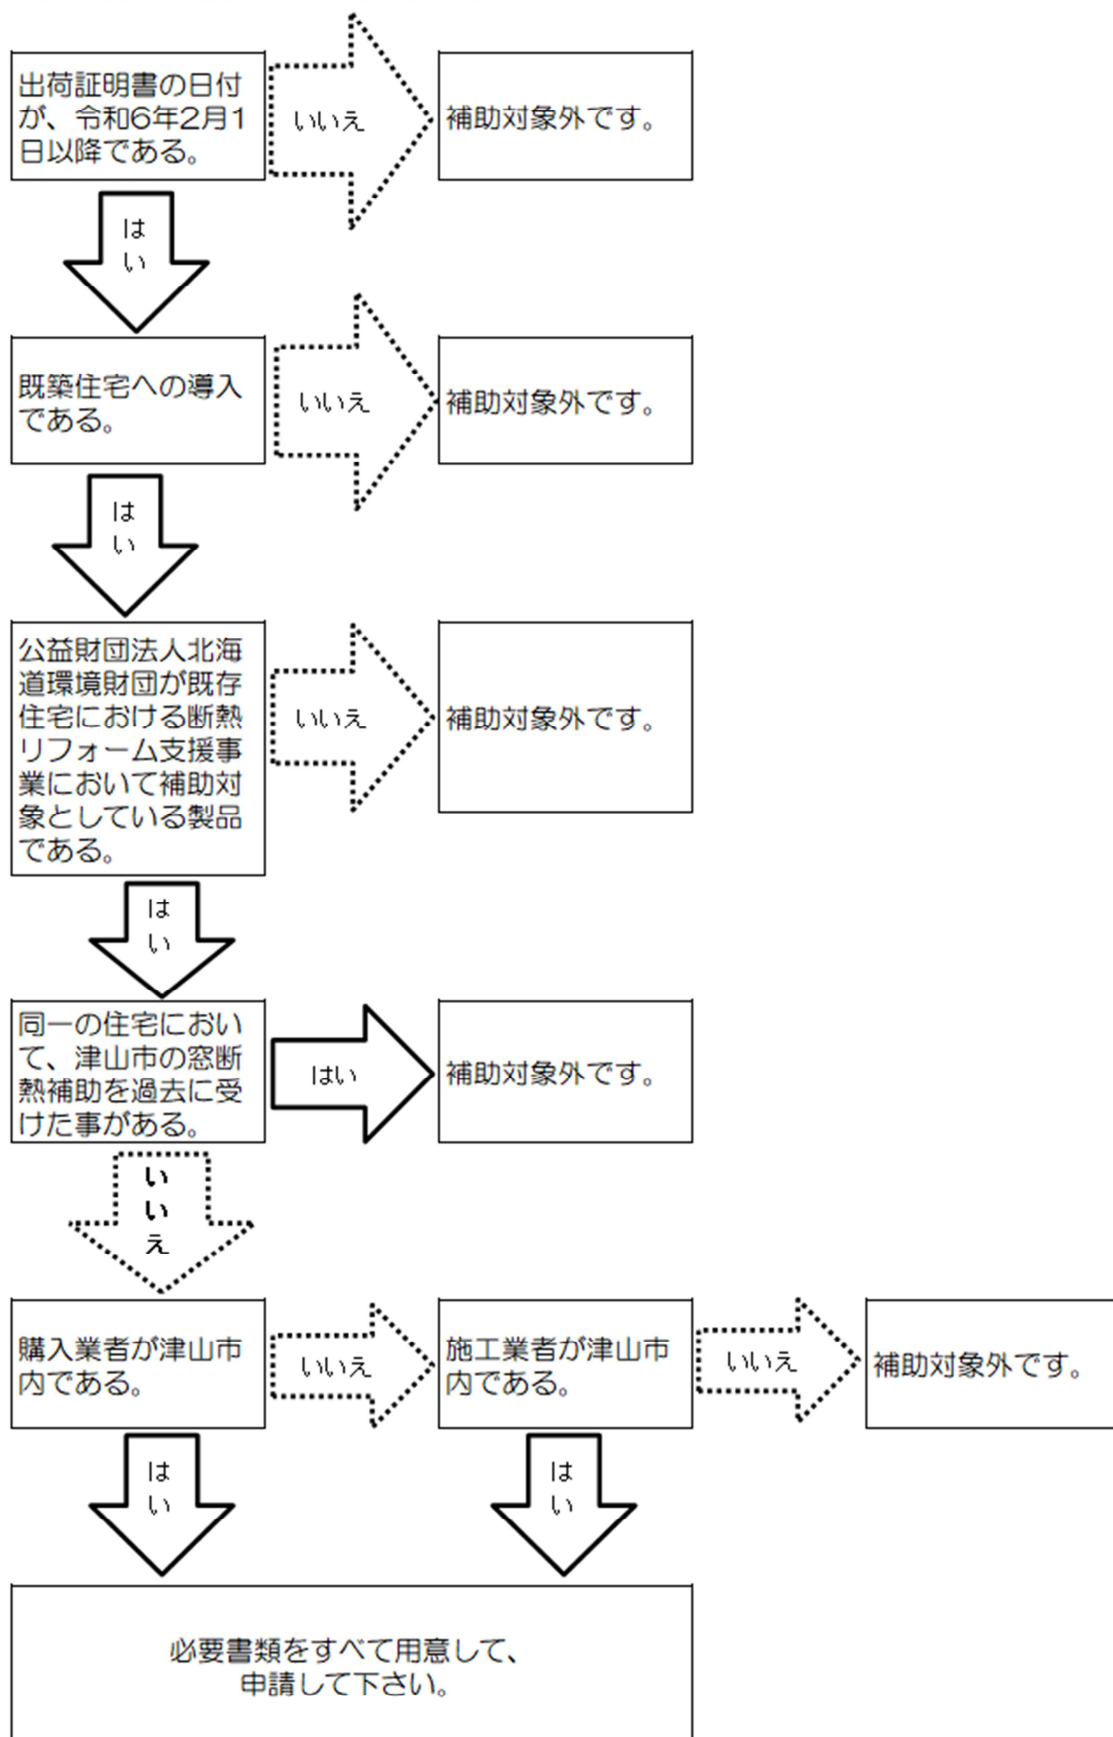 出荷証明書の日付
が、令和6年2月1
日以降である。
いいえ
補助対象外です。
は
い
既築住宅への導入
である。
いいえ
補助対象外です。
は
い
公益財団法人北海
道環境財団が既存
住宅における断熱
リフォーム支援事
業において補助対
象としている製品
である。
いいえ
補助対象外です。
は
い
同一の住宅におい
て、津山市の窓断
熱補助を過去に受
けた事がある。
はい
補助対象外です。
い
い
え
購入業者が津山市
内である。
いいえ
施工業者が津山市
内である。
いいえ
補助対象外です。
は
い
は
い
必要書類をすべて用意して、
申請して下さい。